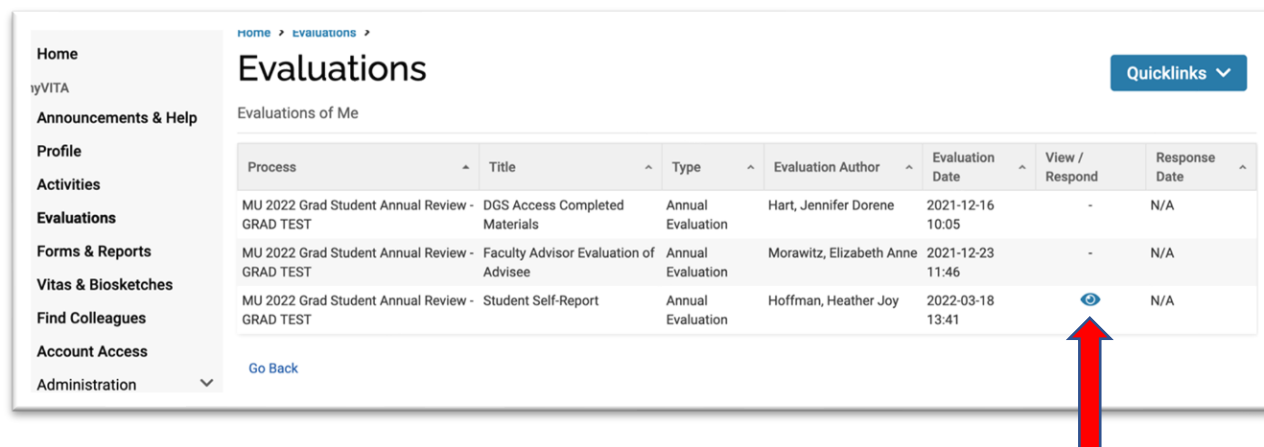 Home > Evaluations >
Home
Evaluations
Quicklinks
yVITA
Announcements & Help
Evaluations of Me
Profile
Activities
Evaluations
Forms & Reports
Vitas & Biosketches
Find Colleagues
Account Access
Administration
Process Title Type Evaluation Author Evaluation Date View / Respond Response Date
MU 2022 Grad Student Annual Review - DGS Access Completed Annual Hart, Jennifer Dorene 2021-12-16 - N/A
GRAD TEST Materials Evaluation 10:05
MU 2022 Grad Student Annual Review - Faculty Advisor Evaluation of Annual Morawitz, Elizabeth Anne 2021-12-23 - N/A
GRAD TEST Advisee Evaluation 11:46
MU 2022 Grad Student Annual Review - Student Self-Report Annual Hoffman, Heather Joy 2022-03-18 N/A
GRAD TEST Evaluation 13:41
Go Back